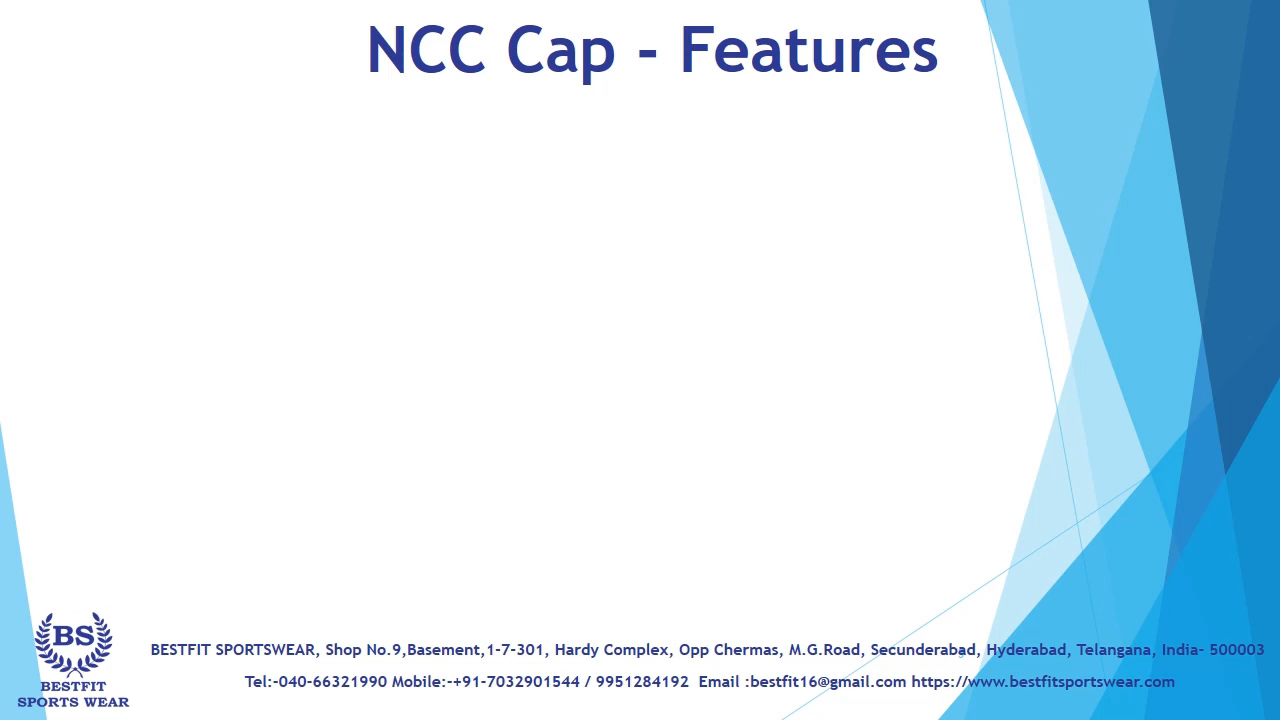 NCC Cap - Features
BS
BESTFIT
SPORTS WEAR
BESTFIT SPORTSWEAR, Shop No.9,Basement,1-7-301, Hardy Complex, Opp Chermas, M.G.Road, Secunderabad, Hyderabad, Telangana, India- 500003
Tel:-040-66321990 Mobile:-+91-7032901544 / 9951284192 Email :bestfit16@gmail.com https://www.bestfitsportswear.com